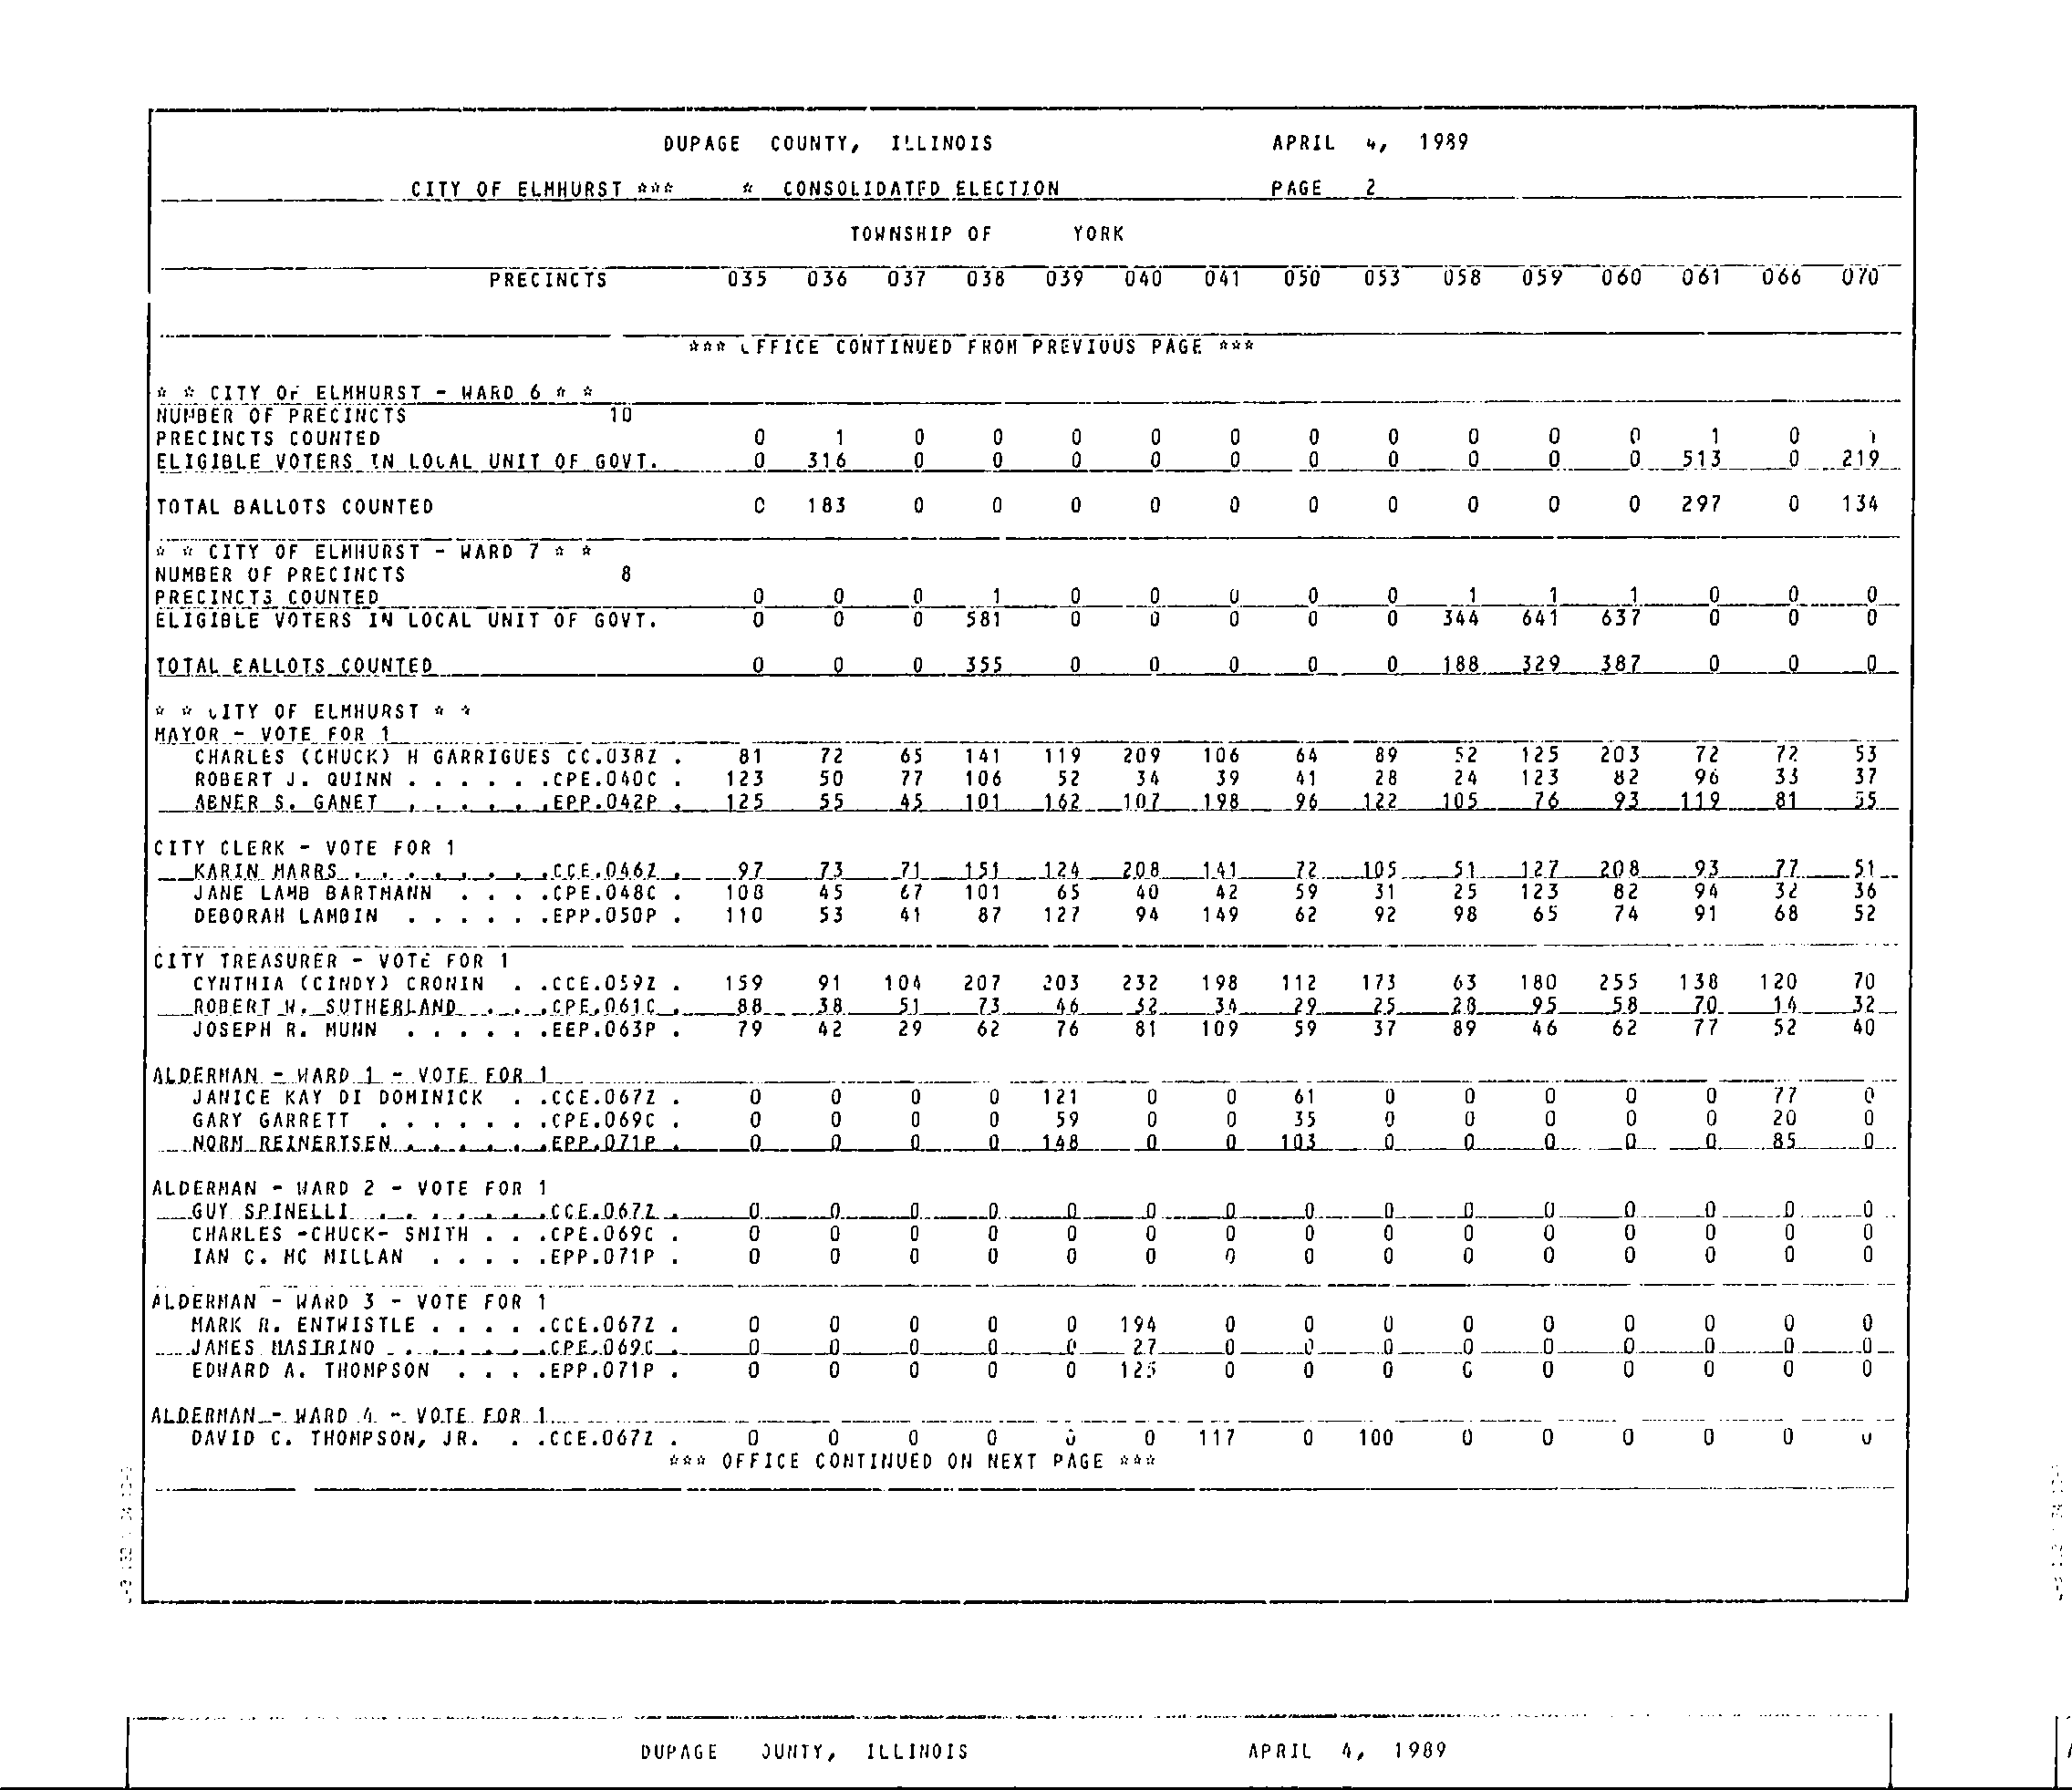 DUPAGE COUNTY, ILLINOIS APRIL 4, 1989
CITY OF ELMHURST *** * CONSOLIDATED ELECTION PAGE 2
TOWNSHIP OF YORK
PRECINCTS 035 036 037 038 039 040 041 050 053 058 059 060 061 066 070
*** OFFICE CONTINUED FROM PREVIOUS PAGE ***
* * CITY OF ELMHURST - WARD 6 * *
NUMBER OF PRECINCTS 10
PRECINCTS COUNTED 0 1 0 0 0 0 0 0 0 0 0 0 1 0 1
ELIGIBLE VOTERS IN LOCAL UNIT OF GOVT. 0 316 0 0 0 0 0 0 0 0 0 0 513 0 219
TOTAL BALLOTS COUNTED 0 183 0 0 0 0 0 0 0 0 0 0 297 0 134
* * CITY OF ELMHURST - WARD 7 * *
NUMBER OF PRECINCTS 8
PRECINCTS COUNTED 0 0 0 1 0 0 0 0 0 1 1 1 0 0 0
ELIGIBLE VOTERS IN LOCAL UNIT OF GOVT. 0 0 0 581 0 0 0 0 0 344 641 637 0 0 0
TOTAL BALLOTS COUNTED 0 0 0 355 0 0 0 0 0 188 329 387 0 0 0
* * CITY OF ELMHURST * *
MAYOR - VOTE FOR 1
CHARLES (CHUCK) H GARRIGUES CC.038Z . 81 72 65 141 119 209 106 64 89 52 125 203 72 72 53
ROBERT J. QUINN . . . . . .CPE.040C . 123 50 77 106 52 34 39 41 28 24 123 82 96 33 37
ABNER S. GANET . . . . . .EPP.042P . 125 55 45 101 162 107 198 96 122 105 76 93 119 81 55
CITY CLERK - VOTE FOR 1
KARIN MARRS . . . . . . . .CCE.046Z . 97 73 71 151 124 208 141 72 105 51 127 208 93 77 51
JANE LAMB BARTMANN . . . .CPE.048C . 108 45 67 101 65 40 42 59 31 25 123 82 94 32 36
DEBORAH LAMBIN . . . . . .EPP.050P . 110 53 41 87 127 94 149 62 92 98 65 74 91 68 52
CITY TREASURER - VOTE FOR 1
CYNTHIA (CINDY) CRONIN . .CCE.059Z . 159 91 104 207 203 232 198 112 173 63 180 255 138 120 70
ROBERT W. SUTHERLAND . . .CPE.061C . 88 38 51 73 46 32 34 29 25 28 95 58 70 14 32
JOSEPH R. MUNN . . . . . .EEP.063P . 79 42 29 62 76 81 109 59 37 89 46 62 77 52 40
ALDERMAN - WARD 1 - VOTE FOR 1
JANICE KAY DI DOMINICK . .CCE.067Z . 0 0 0 0 121 0 0 61 0 0 0 0 0 77 0
GARY GARRETT . . . . . . .CPE.069C . 0 0 0 0 59 0 0 35 0 0 0 0 0 20 0
NORM REINERTSEN . . . . . .EPP.071P . 0 0 0 0 148 0 0 103 0 0 0 0 0 85 0
ALDERMAN - WARD 2 - VOTE FOR 1
GUY SPINELLI . . . . . . .CCE.067Z . 0 0 0 0 0 0 0 0 0 0 0 0 0 0 0
CHARLES -CHUCK- SMITH . . .CPE.069C . 0 0 0 0 0 0 0 0 0 0 0 0 0 0 0
IAN C. MC MILLAN . . . . .EPP.071P . 0 0 0 0 0 0 0 0 0 0 0 0 0 0 0
ALDERMAN - WARD 3 - VOTE FOR 1
MARK R. ENTWISTLE . . . . .CCE.067Z . 0 0 0 0 0 194 0 0 0 0 0 0 0 0 0
JAMES MASTRINO . . . . . .CPE.069C . 0 0 0 0 0 27 0 0 0 0 0 0 0 0 0
EDWARD A. THOMPSON . . . .EPP.071P . 0 0 0 0 0 125 0 0 0 0 0 0 0 0 0
ALDERMAN - WARD 4 - VOTE FOR 1
DAVID C. THOMPSON, JR. . .CCE.067Z . 0 0 0 0 0 0 117 0 100 0 0 0 0 0 0
*** OFFICE CONTINUED ON NEXT PAGE ***
DUPAGE OUNTY, ILLINOIS APRIL 4, 1989